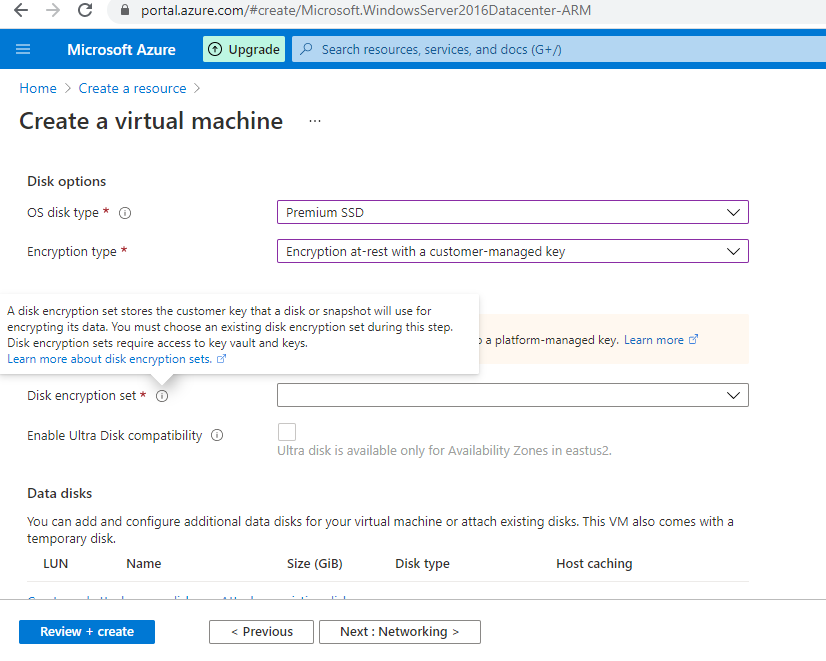 portal.azure.com/#create/Microsoft.WindowsServer2016Datacenter-ARM
Microsoft Azure
Upgrade
Search resources, services, and docs (G+/)
Home > Create a resource >
Create a virtual machine ...
Disk options
OS disk type *
Premium SSD
Encryption type *
Encryption at-rest with a customer-managed key
A disk encryption set stores the customer key that a disk or snapshot will use for
encrypting its data. You must choose an existing disk encryption set during this step.
Disk encryption sets require access to key vault and keys.
Learn more about disk encryption sets.
a platform-managed key. Learn more
Disk encryption set *
Enable Ultra Disk compatibility
Ultra disk is available only for Availability Zones in eastus2.
Data disks
You can add and configure additional data disks for your virtual machine or attach existing disks. This VM also comes with a
temporary disk.
LUN Name Size (GiB) Disk type Host caching
Review + create
< Previous
Next : Networking >